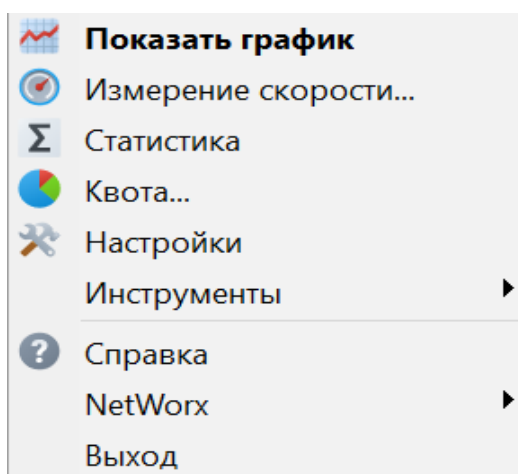 Показать график
Измерение скорости...
Статистика
Квота...
Настройки
Инструменты
Справка
NetWorx
Выход